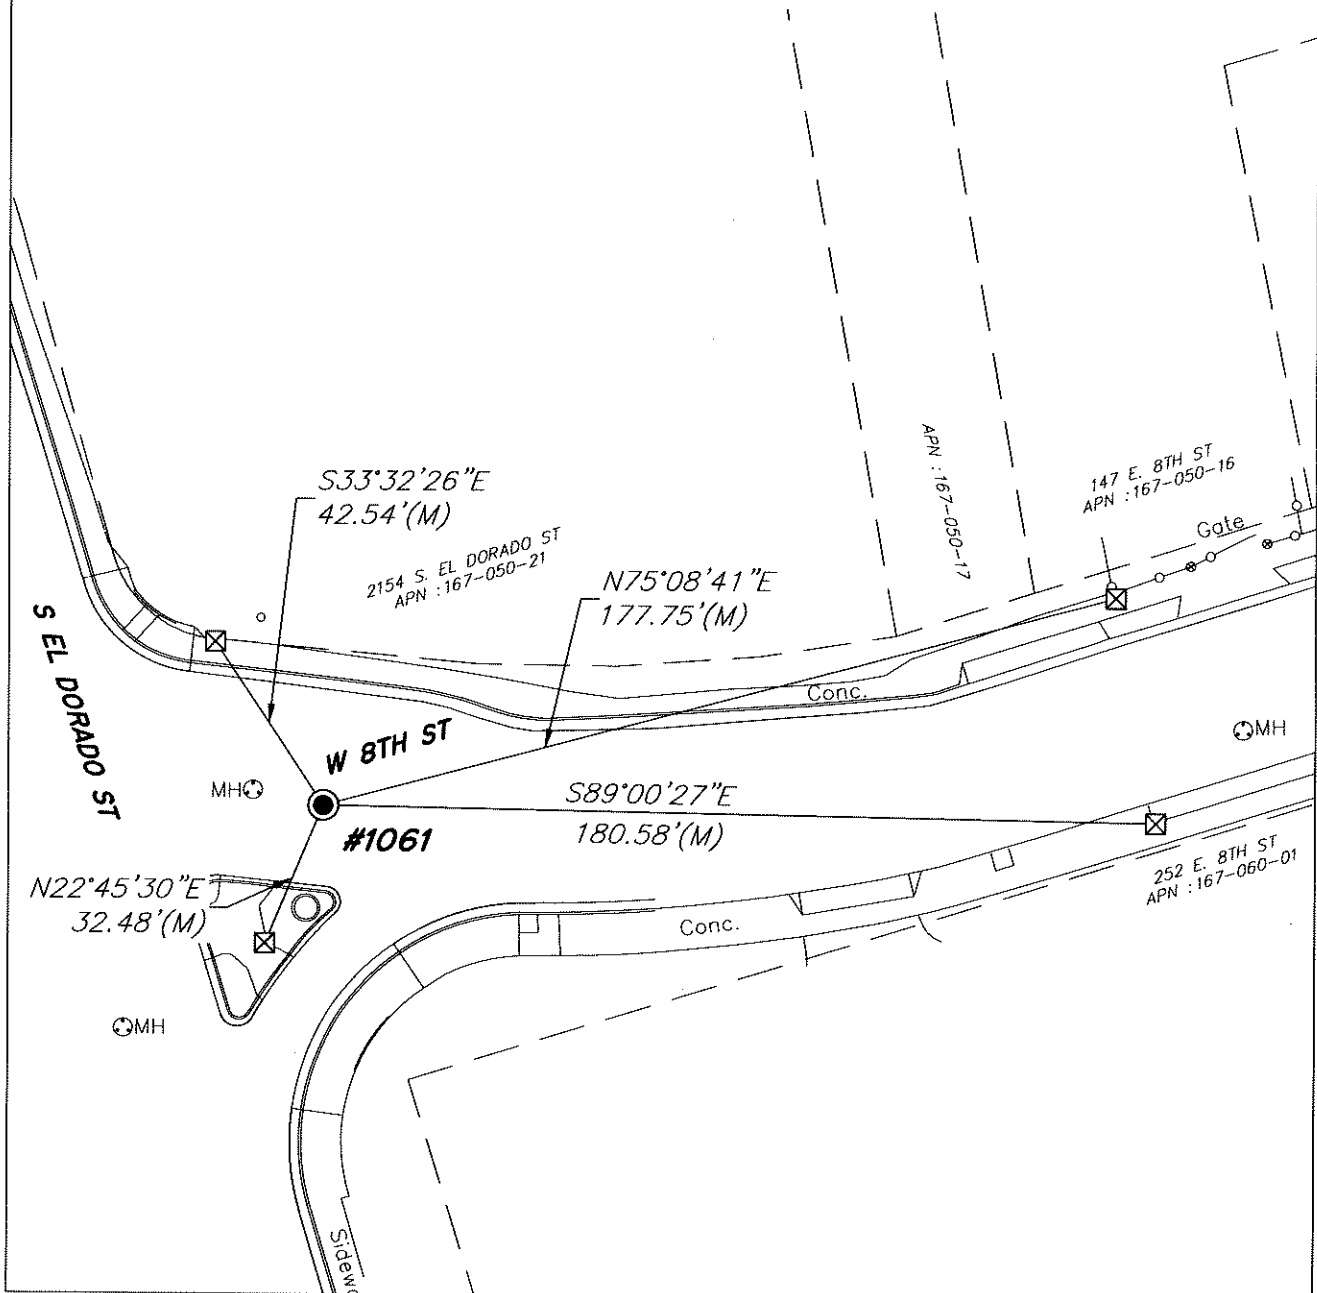 APN :167-050-17
147 E. 8TH ST
APN :167-050-16
Gate
S33°32'26"E
42.54'(M)
2154 S. EL DORADO ST
APN :167-050-21
N75°08'41"E
177.75'(M)
S EL DORADO ST
Conc.
W 8TH ST
MH
MH
S89°00'27"E
180.58'(M)
#1061
252 E. 8TH ST
APN :167-060-01
N22°45'30"E
32.48'(M)
Conc.
MH